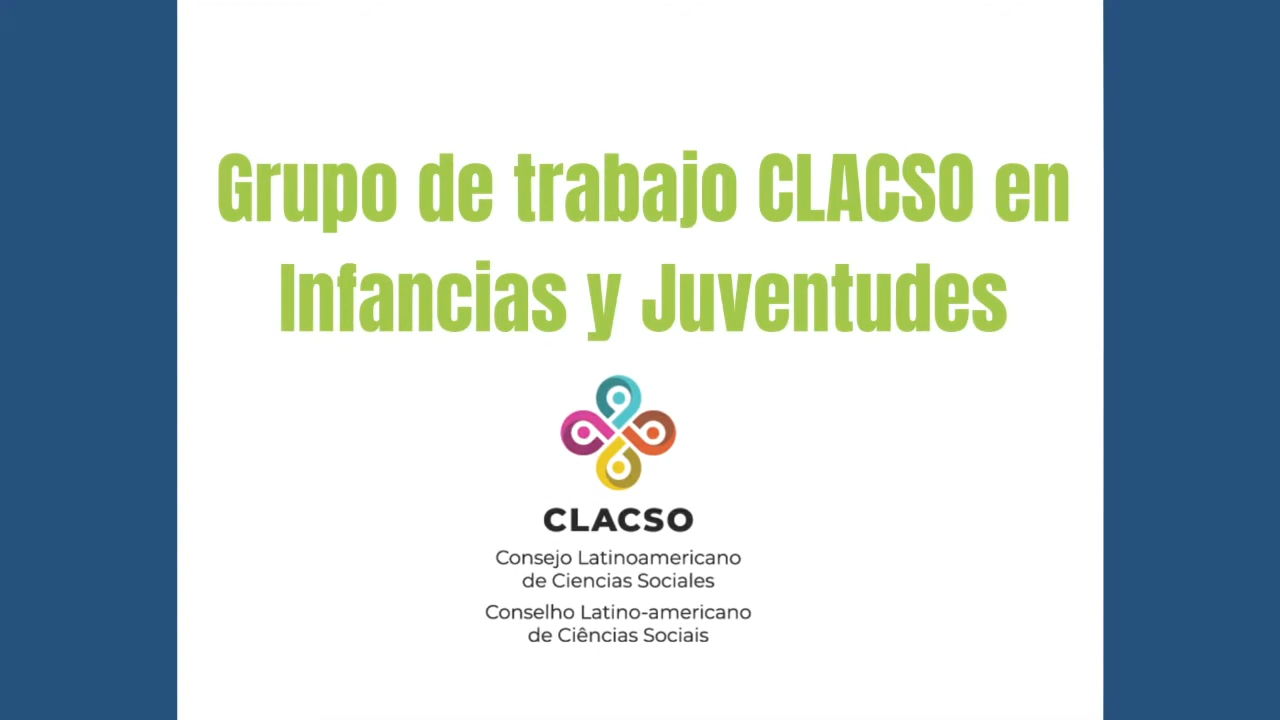 Grupo de trabajo CLACSO en
Infancias y Juventudes
CLACSO
Consejo Latinoamericano
de Ciencias Sociales
Conselho Latino-americano
de Ciências Sociais